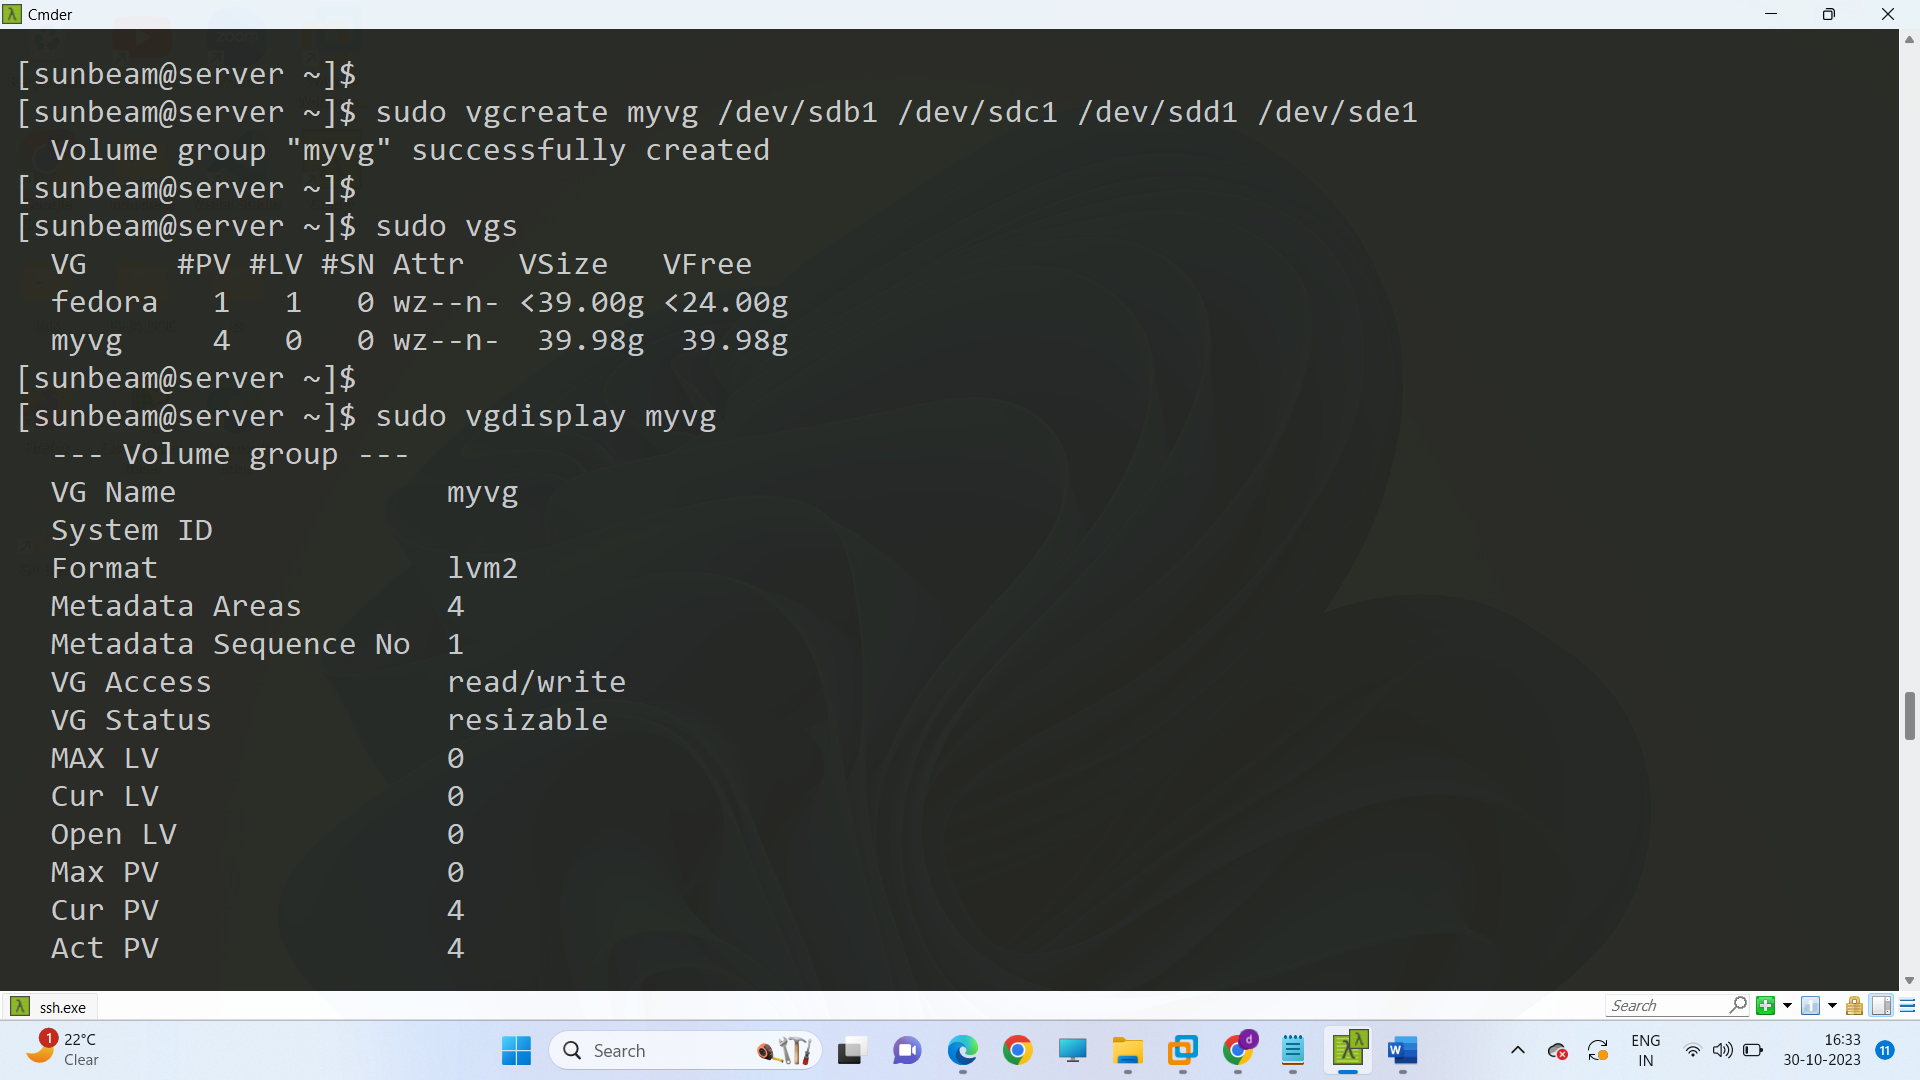 Cmder
[sunbeam@server ~]$
[sunbeam@server ~]$ sudo vgcreate myvg /dev/sdb1 /dev/sdc1 /dev/sdd1 /dev/sde1
  Volume group "myvg" successfully created
[sunbeam@server ~]$
[sunbeam@server ~]$ sudo vgs
  VG     #PV #LV #SN Attr   VSize   VFree
  fedora   1   1   0 wz--n- <39.00g <24.00g
  myvg     4   0   0 wz--n-  39.98g  39.98g
[sunbeam@server ~]$
[sunbeam@server ~]$ sudo vgdisplay myvg
  --- Volume group ---
  VG Name               myvg
  System ID
  Format                lvm2
  Metadata Areas        4
  Metadata Sequence No  1
  VG Access             read/write
  VG Status             resizable
  MAX LV                0
  Cur LV                0
  Open LV               0
  Max PV                0
  Cur PV                4
  Act PV                4
ssh.exe
Search
1
22°C
Clear
Search
d
W
ENG
IN
16:33
30-10-2023
11